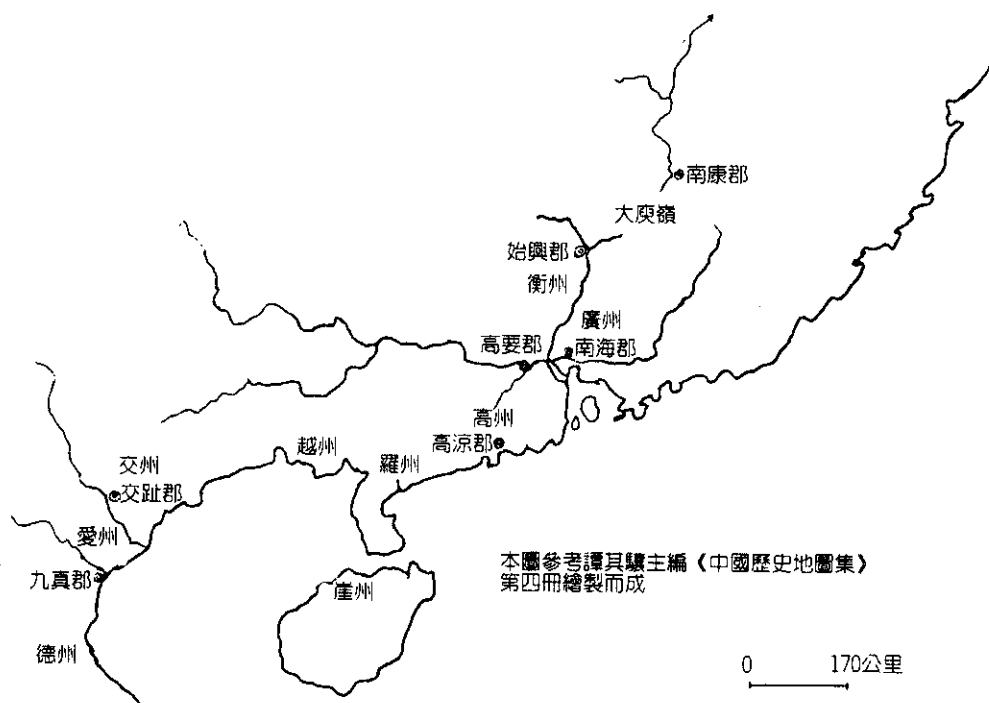 南康郡
大庾嶺
始興郡
衡州
廣州
南海郡
高要郡
高州
高涼郡
越州
羅州
交州
交趾郡
愛州
九真郡
崖州
德州
本圖參考譚其驤主編《中國歷史地圖集》
第四冊繪製而成
0 170公里